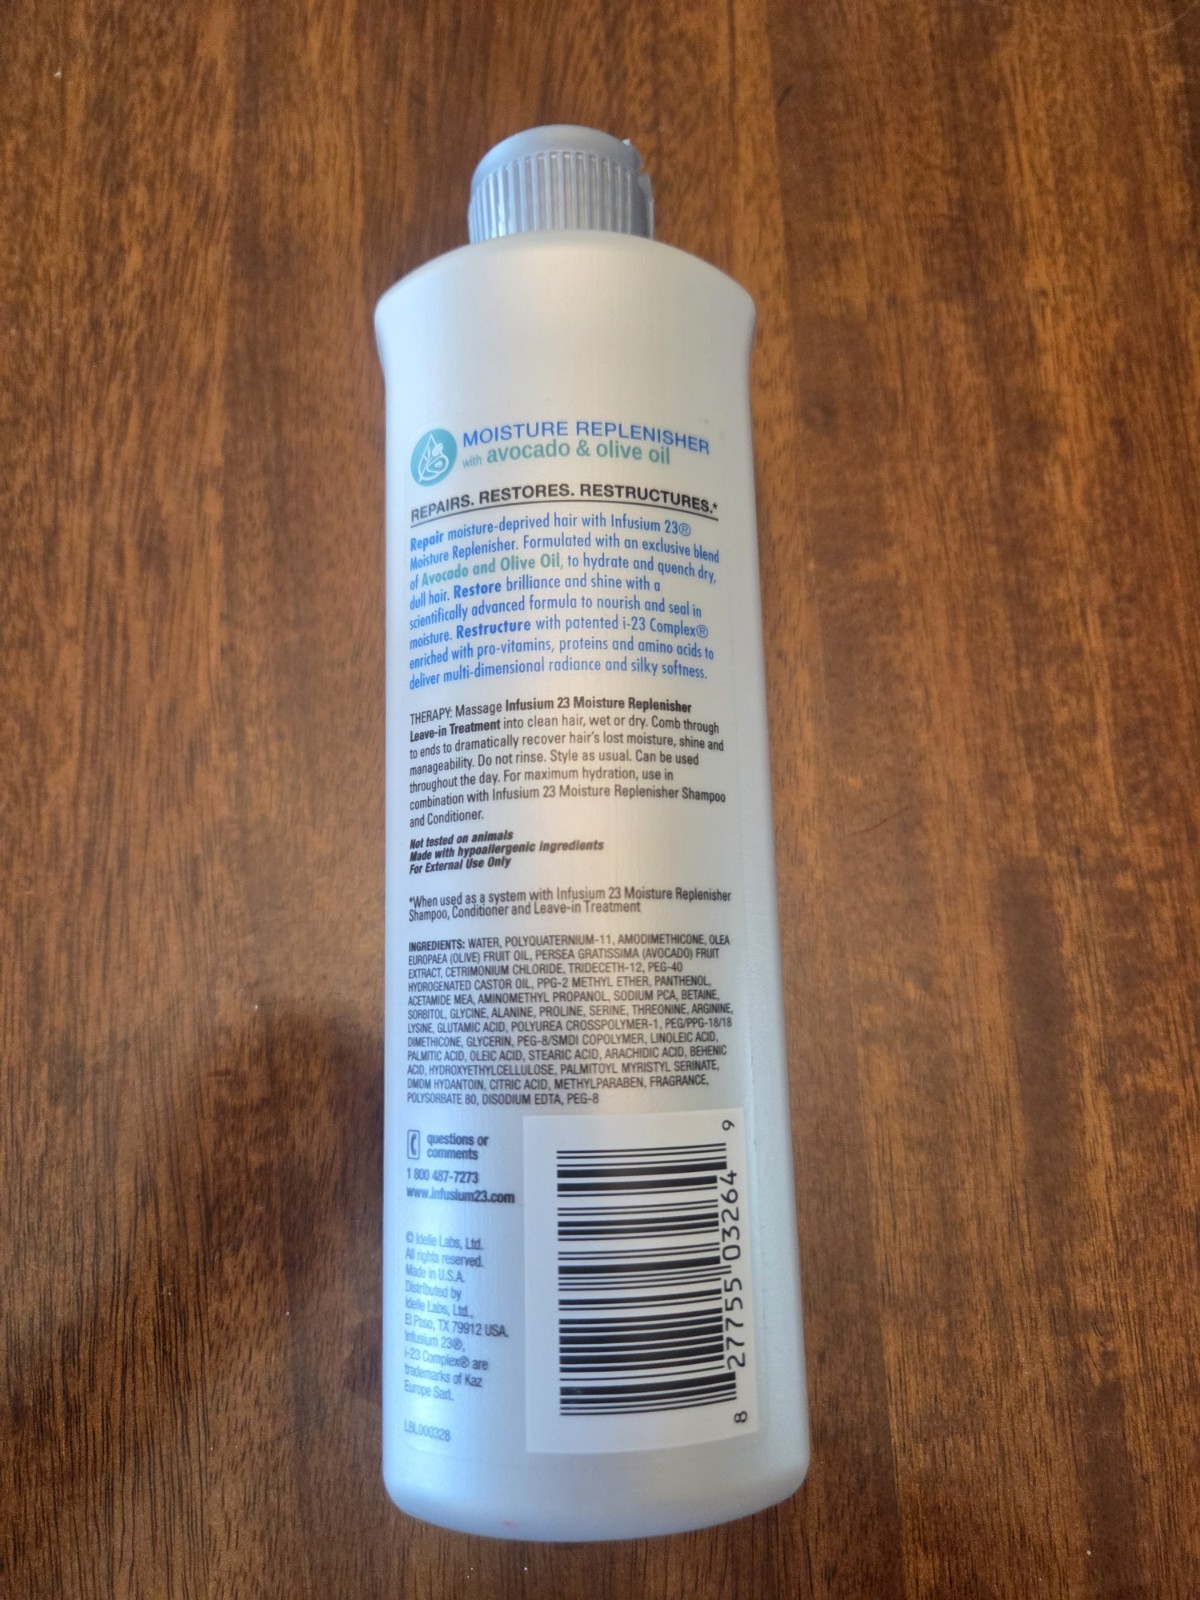 MOISTURE REPLENISHER
with avocado & olive oil
REPAIRS. RESTORES. RESTRUCTURES.*
Repair moisture-deprived hair with Infusium 23®
Moisture Replenisher. Formulated with an exclusive blend
of Avocado and Olive Oil, to hydrate and quench dry,
dull hair. Restore brilliance and shine with a
scientifically advanced formula to nourish and seal in
moisture. Restructure with patented i-23 Complex®
enriched with pro-vitamins, proteins and amino acids to
deliver multi-dimensional radiance and silky softness.
THERAPY: Massage Infusium 23 Moisture Replenisher
Leave-in Treatment into clean hair, wet or dry. Comb through
to ends to dramatically recover hair's lost moisture, shine and
manageability. Do not rinse. Style as usual. Can be used
throughout the day. For maximum hydration, use in
combination with Infusium 23 Moisture Replenisher Shampoo
and Conditioner.
Not tested on animals
Made with hypoallergenic ingredients
For External Use Only
*When used as a system with Infusium 23 Moisture Replenisher
Shampoo, Conditioner and Leave-in Treatment
INGREDIENTS: WATER, POLYQUATERNIUM-11, AMODIMETHICONE, OLEA
EUROPAEA (OLIVE) FRUIT OIL, PERSEA GRATISSIMA (AVOCADO) FRUIT
EXTRACT, CETRIMONIUM CHLORIDE, TRIDECETH-12, PEG-40
HYDROGENATED CASTOR OIL, PPG-2 METHYL ETHER, PANTHENOL,
ACETAMIDE MEA, AMINOMETHYL PROPANOL, SODIUM PCA, BETAINE,
SORBITOL, GLYCINE, ALANINE, PROLINE, SERINE, THREONINE, ARGININE,
LYSINE, GLUTAMIC ACID, POLYUREA CROSSPOLYMER-1, PEG/PPG-18/18
DIMETHICONE, GLYCERIN, PEG-8/SMDI COPOLYMER, LINOLEIC ACID,
PALMITIC ACID, OLEIC ACID, STEARIC ACID, ARACHIDIC ACID, BEHENIC
ACID, HYDROXYETHYLCELLULOSE, PALMITOYL MYRISTYL SERINATE,
DMDM HYDANTOIN, CITRIC ACID, METHYLPARABEN, FRAGRANCE,
POLYSORBATE 80, DISODIUM EDTA, PEG-8
questions or
comments
1 800 487-7273
www.infusium23.com
© Idelle Labs, Ltd.
All rights reserved.
Made in U.S.A.
Distributed by
Idelle Labs, Ltd.,
El Paso, TX 79912 USA.
Infusium 23®,
i-23 Complex® are
trademarks of Kaz
Europe Sarl.
LBL000328
8 27755 03264 9